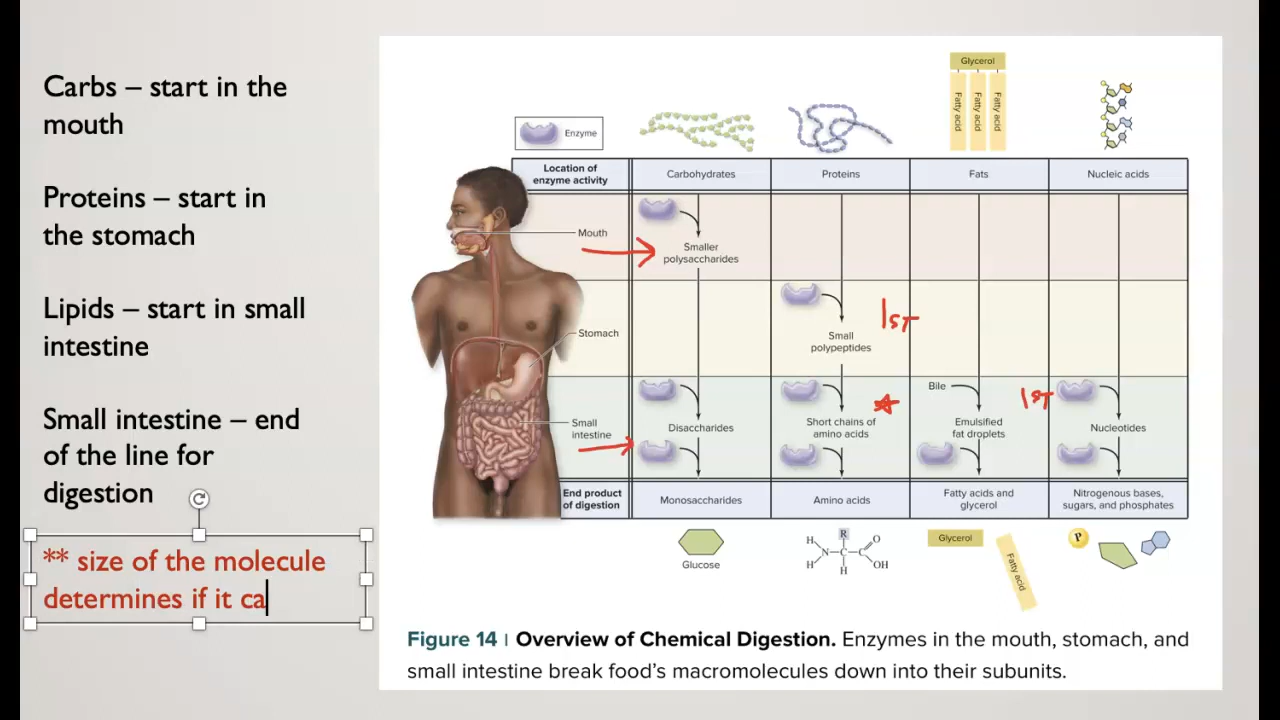 Carbs – start in the
mouth
Proteins – start in
the stomach
Lipids – start in small
intestine
Small intestine – end
of the line for
digestion
** size of the molecule
determines if it ca
Glycerol
Fatty acid
Fatty acid
Fatty acid
Enzyme
Location of
enzyme activity
Carbohydrates
Proteins
Fats
Nucleic acids
Mouth
Smaller
polysaccharides
Stomach
Small
polypeptides
1ST
Small
intestine
Disaccharides
Short chains of
amino acids
Bile
Emulsified
fat droplets
1ST
Nucleotides
End product
of digestion
Monosaccharides
Amino acids
Fatty acids and
glycerol
Nitrogenous bases,
sugars, and phosphates
Glucose
R
H
N
C
C
O
H
H
OH
Glycerol
Fatty acid
P
Figure 14 | Overview of Chemical Digestion. Enzymes in the mouth, stomach, and
small intestine break food's macromolecules down into their subunits.